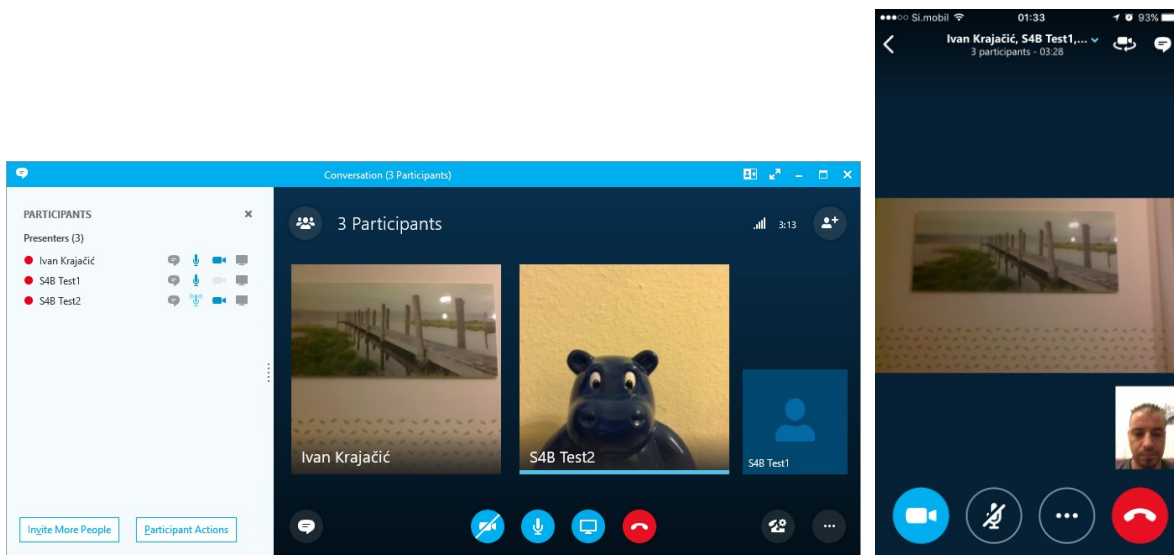 Conversation (3 Participants)
PARTICIPANTS
Presenters (3)
Ivan Krajačić
S4B Test1
S4B Test2
Invite More People
Participant Actions
3 Participants
3:13
Ivan Krajačić
S4B Test2
S4B Test1
Si.mobil 01:33 93%
Ivan Krajačić, S4B Test1,...
3 participants - 03:28